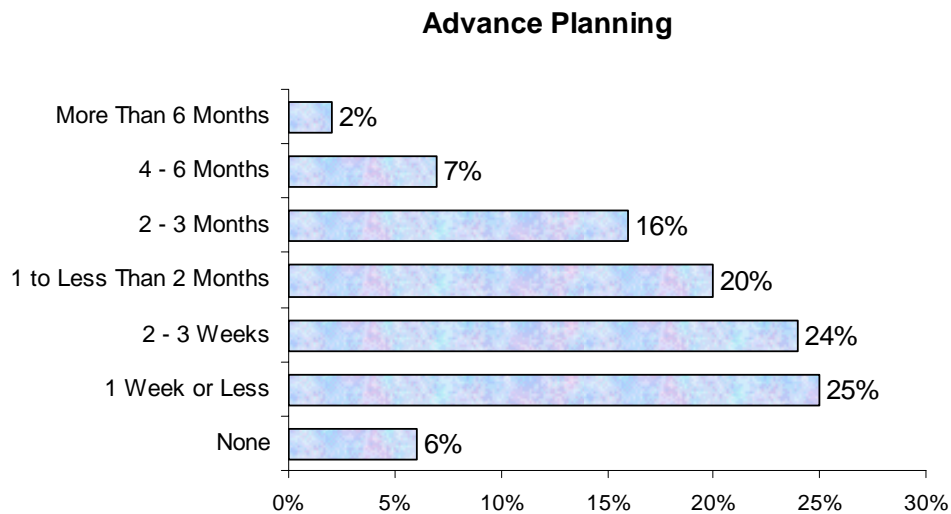 Advance Planning
More Than 6 Months 2%
4 - 6 Months 7%
2 - 3 Months 16%
1 to Less Than 2 Months 20%
2 - 3 Weeks 24%
1 Week or Less 25%
None 6%
0% 5% 10% 15% 20% 25% 30%